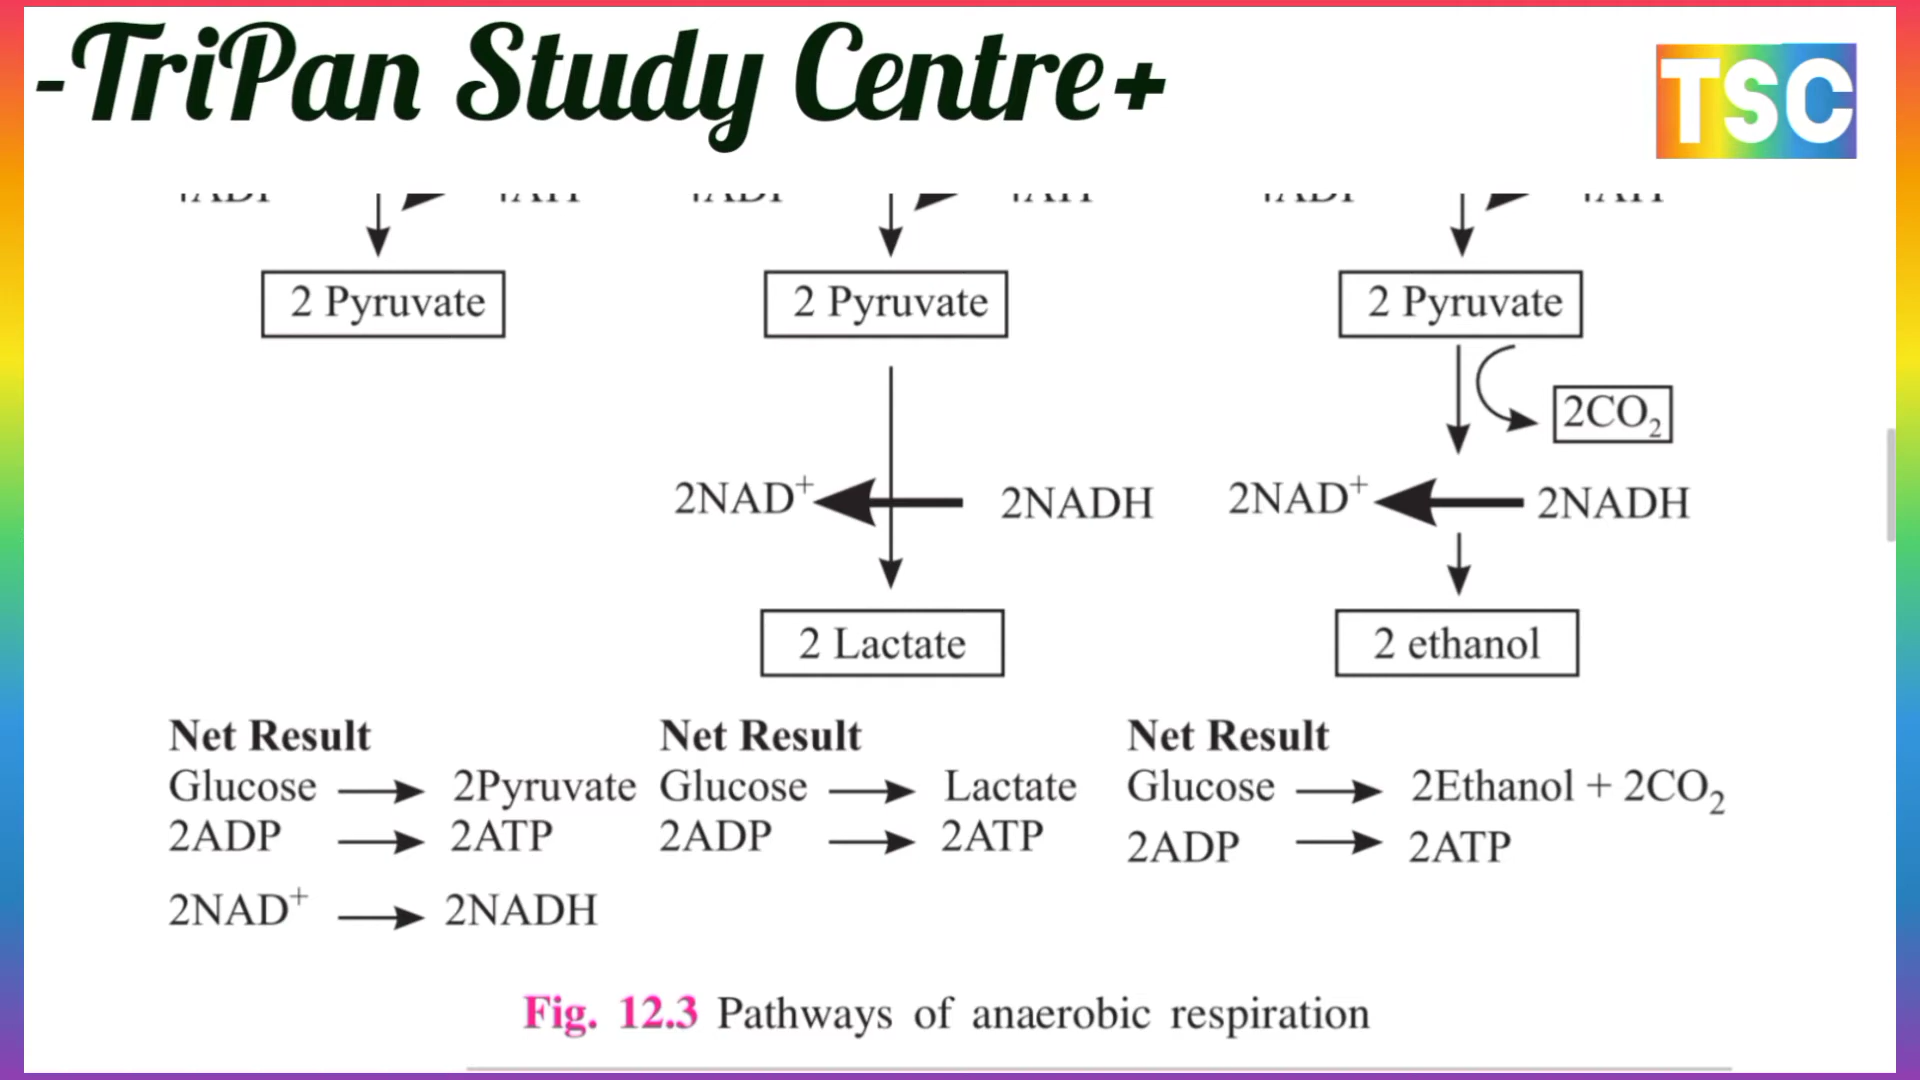 -TriPan Study Centre+
TSC
2 Pyruvate 2 Pyruvate 2 Pyruvate
2CO₂
2NAD⁺ 2NADH 2NAD⁺ 2NADH
2 Lactate 2 ethanol
Net Result Net Result Net Result
Glucose → 2Pyruvate Glucose → Lactate Glucose → 2Ethanol + 2CO₂
2ADP → 2ATP 2ADP → 2ATP 2ADP → 2ATP
2NAD⁺ → 2NADH
Fig. 12.3 Pathways of anaerobic respiration